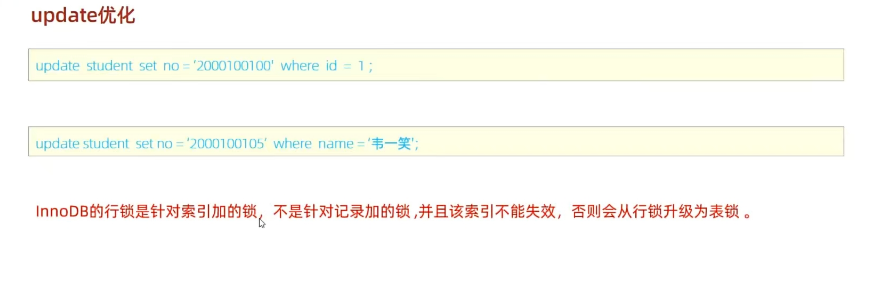 update优化
update student set no = '2000100100' where id = 1 ;
update student set no = '2000100105' where name = '韦一笑';
InnoDB的行锁是针对索引加的锁，不是针对记录加的锁 ,并且该索引不能失效，否则会从行锁升级为表锁 。